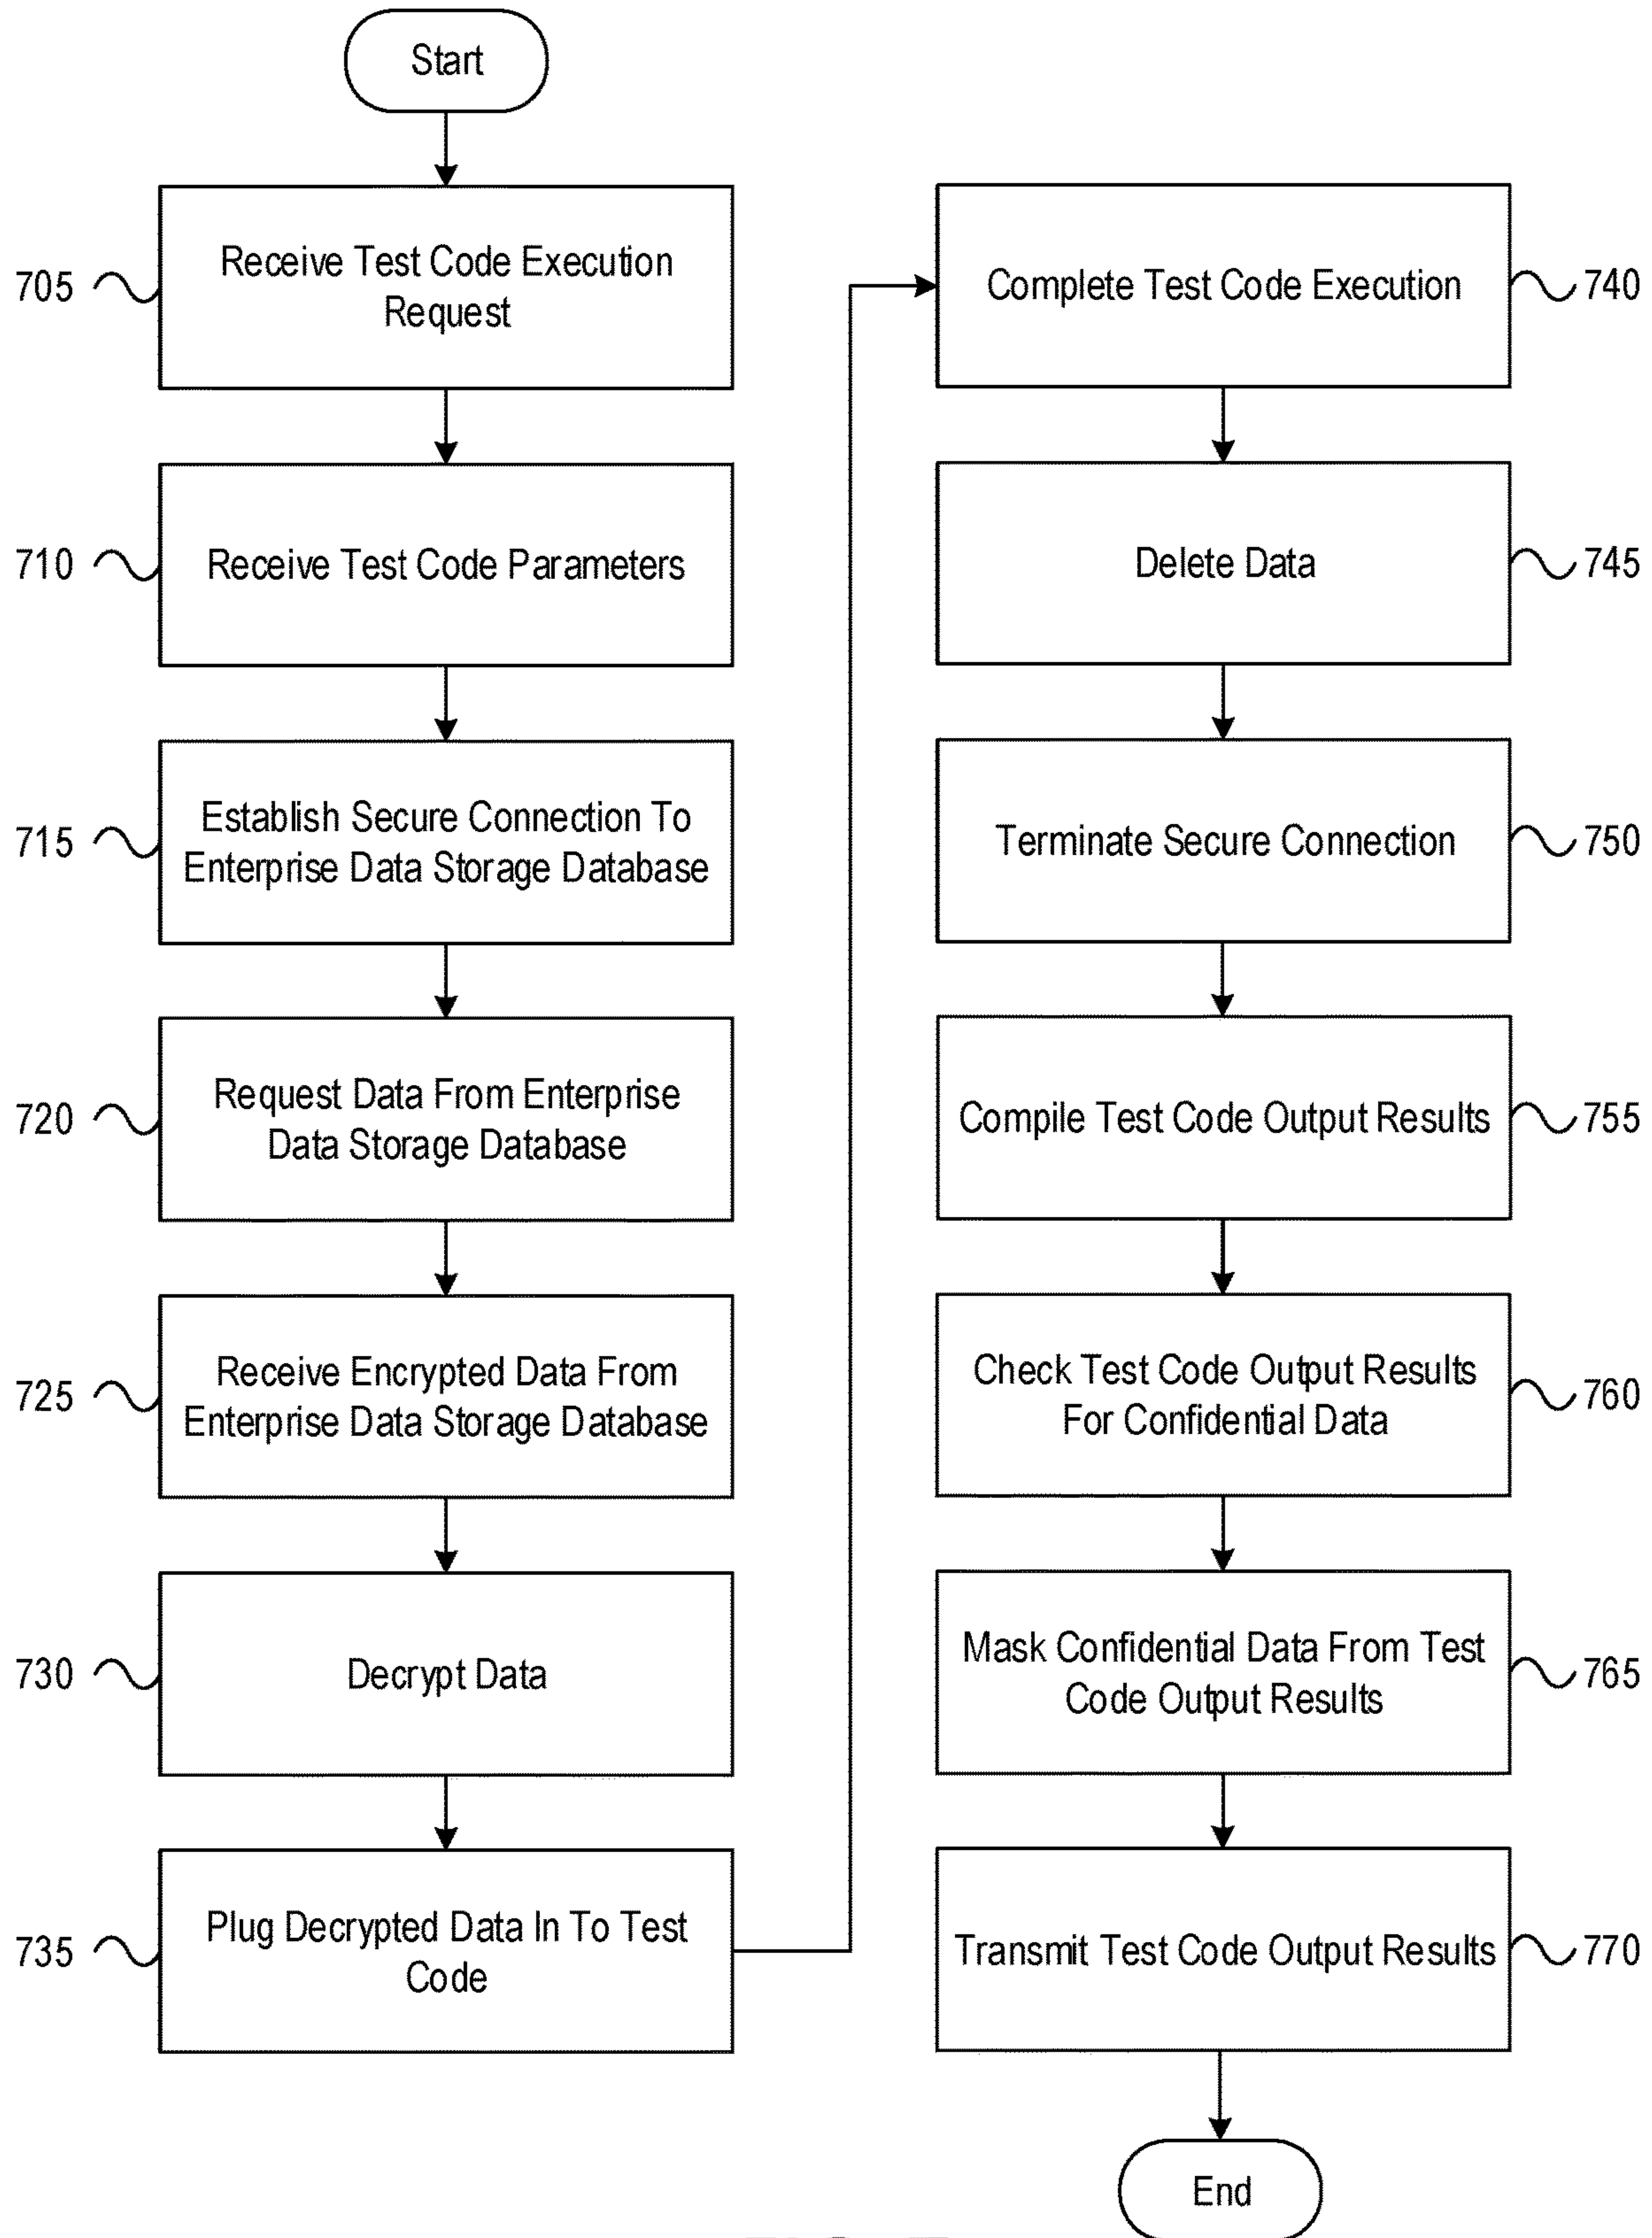 Start
705
Receive Test Code Execution
Request
710
Receive Test Code Parameters
715
Establish Secure Connection To
Enterprise Data Storage Database
720
Request Data From Enterprise
Data Storage Database
725
Receive Encrypted Data From
Enterprise Data Storage Database
730
Decrypt Data
735
Plug Decrypted Data In To Test
Code
Complete Test Code Execution
740
Delete Data
745
Terminate Secure Connection
750
Compile Test Code Output Results
755
Check Test Code Output Results
For Confidential Data
760
Mask Confidential Data From Test
Code Output Results
765
Transmit Test Code Output Results
770
End